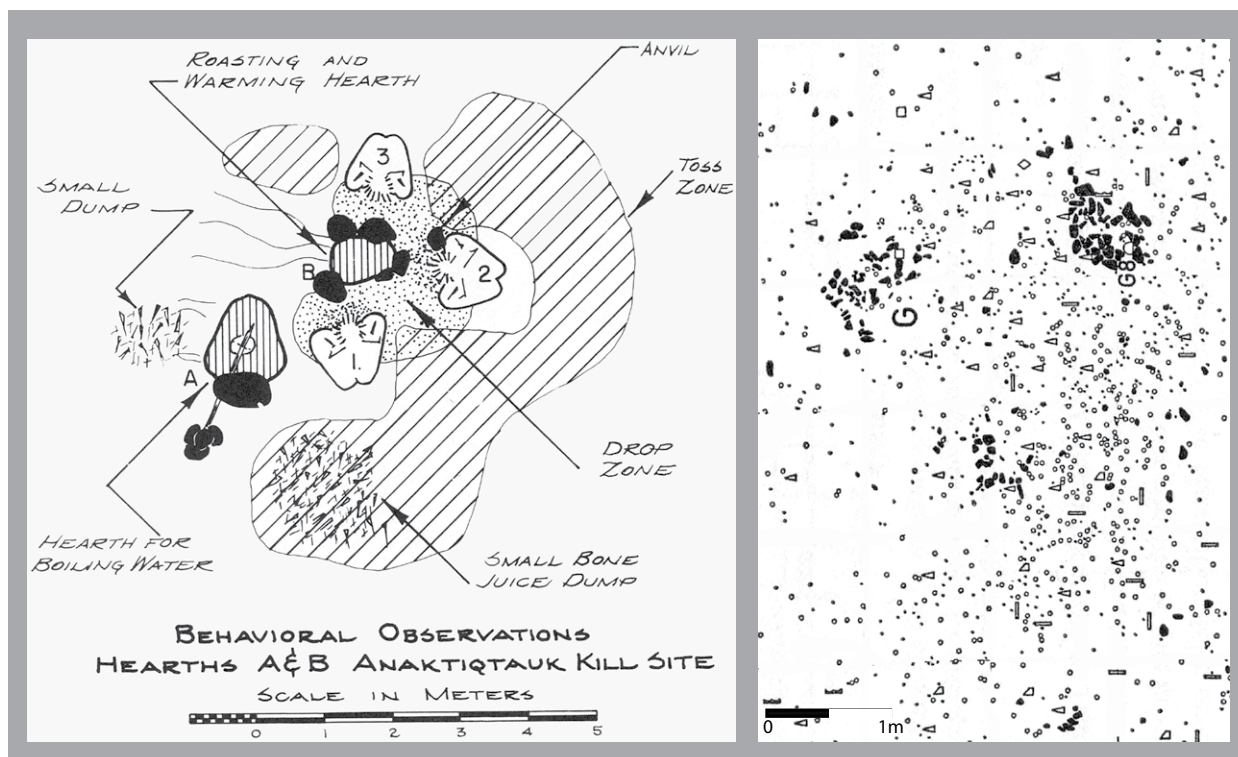 ROASTING AND
WARMING HEARTH
ANVIL
3
TOSS
ZONE
SMALL
DUMP
B
2
1
A
DROP
ZONE
HEARTH FOR
BOILING WATER
SMALL BONE
JUICE DUMP
BEHAVIORAL OBSERVATIONS
HEARTHS A&B ANAKTIQTAUK KILL SITE
SCALE IN METERS
0 1 2 3 4 5
G8
G
0 1m